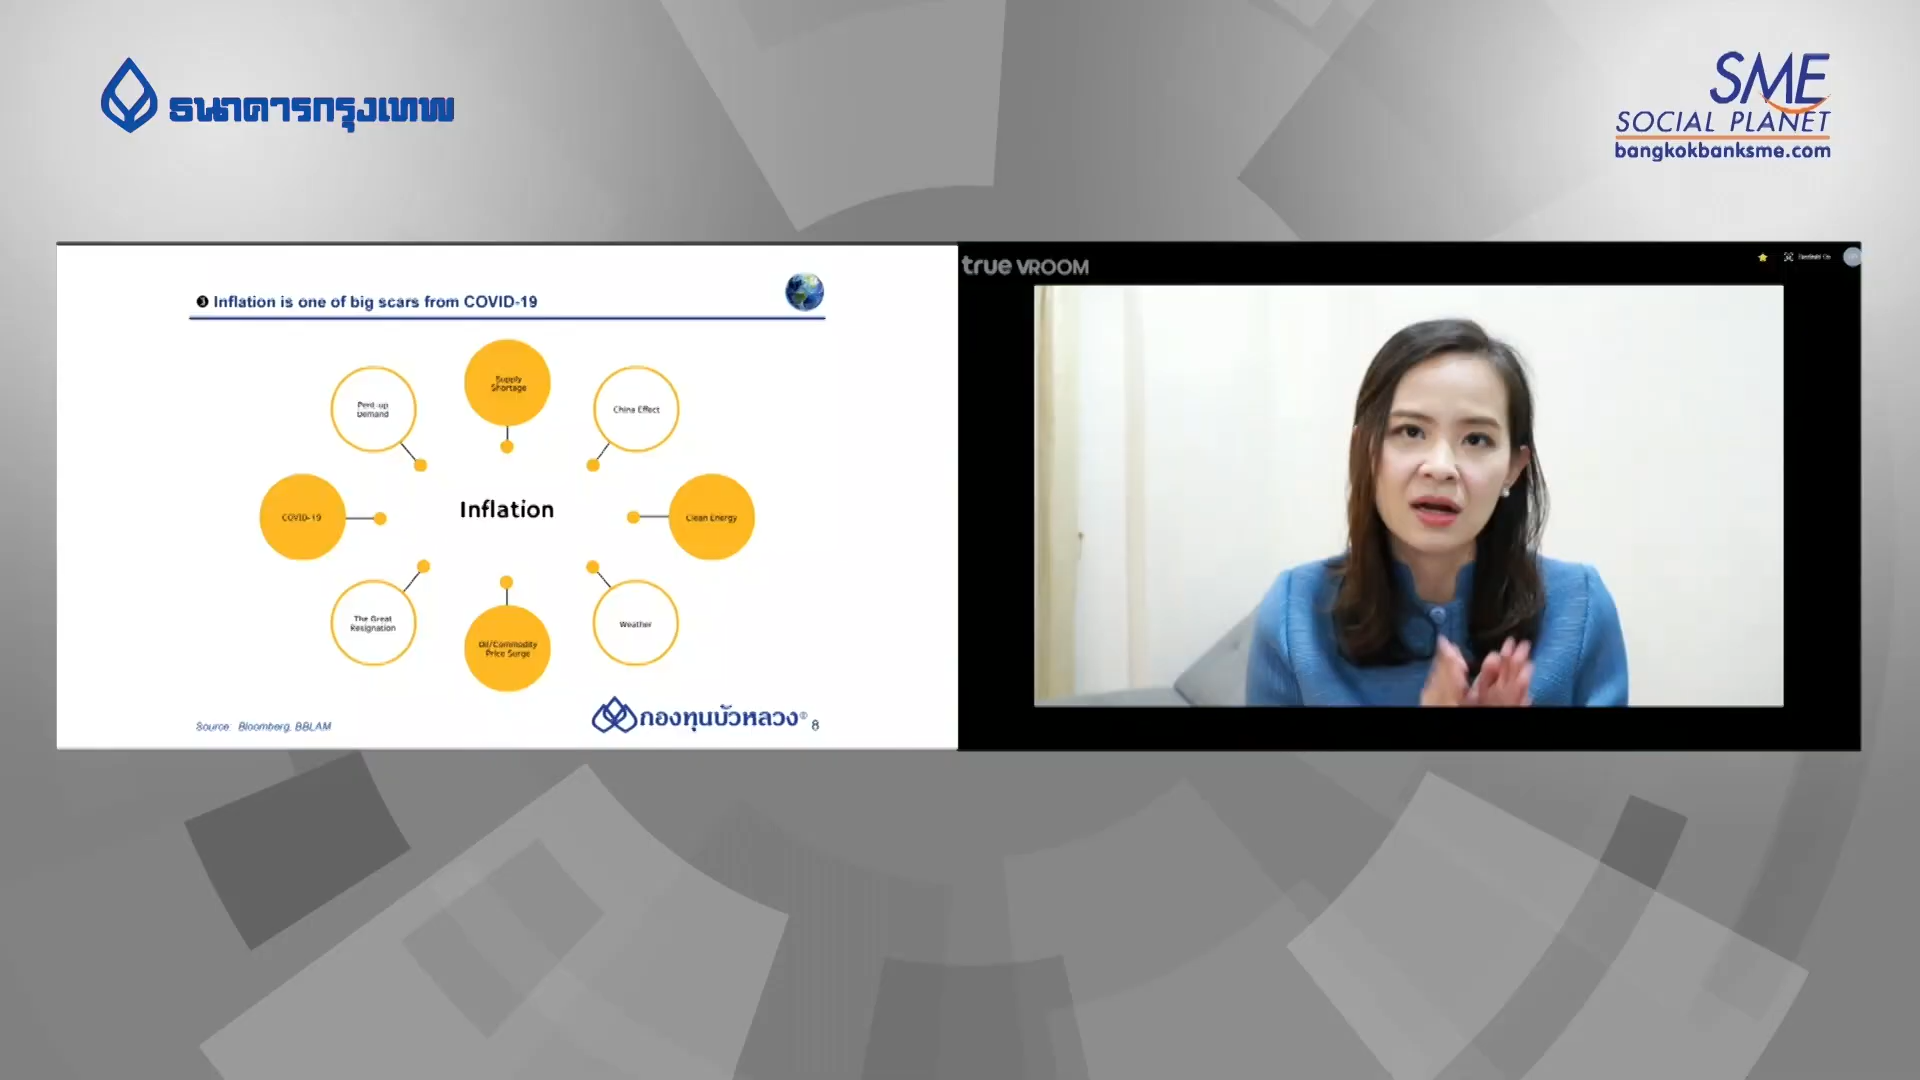 ธนาคารกรุงเทพ
SME
SOCIAL PLANET
bangkokbanksme.com
true VROOM
❸ Inflation is one of big scars from COVID-19
Supply
Shortage
Pent-up
Demand
China Effect
COVID-19
Inflation
Clean Energy
The Great
Resignation
Oil/Commodity
Price Surge
Weather
Source: Bloomberg, BBLAM
กองทุนบัวหลวง®
8